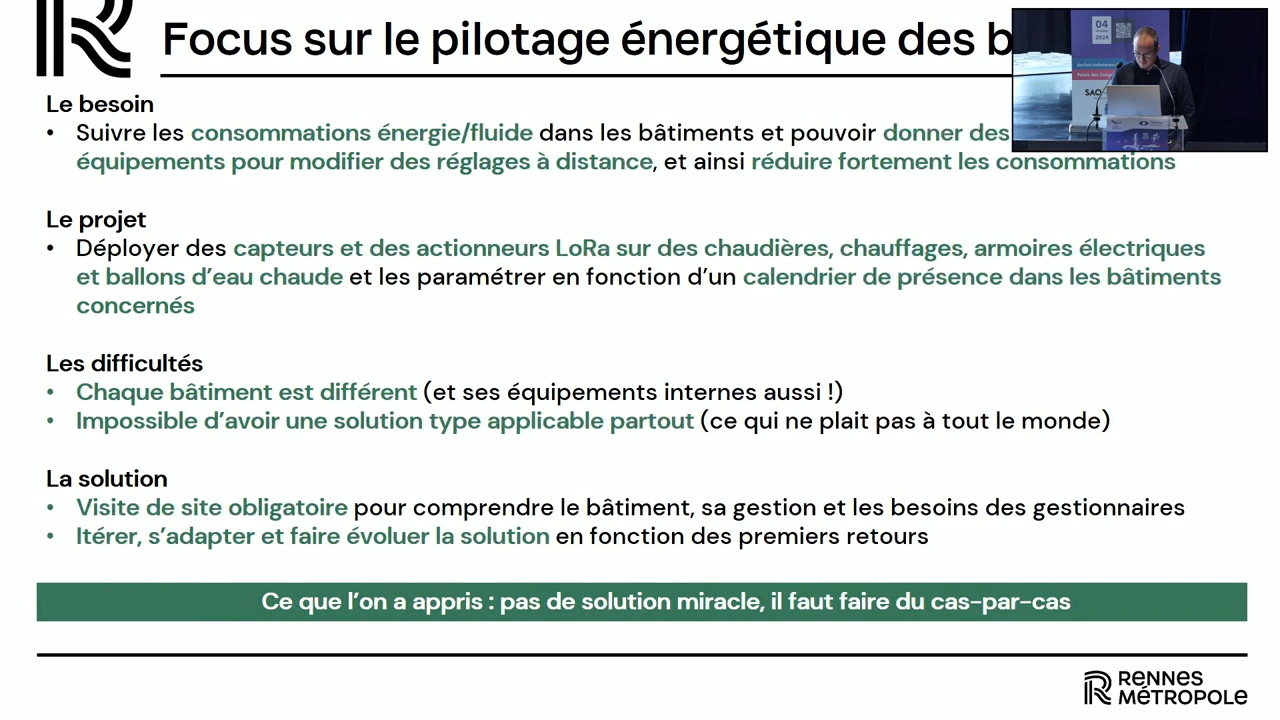 Focus sur le pilotage énergétique des b
04
2024
SAO
Le besoin
• Suivre les consommations énergie/fluide dans les bâtiments et pouvoir donner des
équipements pour modifier des réglages à distance, et ainsi réduire fortement les consommations
Le projet
• Déployer des capteurs et des actionneurs LoRa sur des chaudières, chauffages, armoires électriques
et ballons d’eau chaude et les paramétrer en fonction d’un calendrier de présence dans les bâtiments
concernés
Les difficultés
• Chaque bâtiment est différent (et ses équipements internes aussi !)
• Impossible d’avoir une solution type applicable partout (ce qui ne plait pas à tout le monde)
La solution
• Visite de site obligatoire pour comprendre le bâtiment, sa gestion et les besoins des gestionnaires
• Itérer, s’adapter et faire évoluer la solution en fonction des premiers retours
Ce que l’on a appris : pas de solution miracle, il faut faire du cas-par-cas
RENNES
MÉTROPOLE